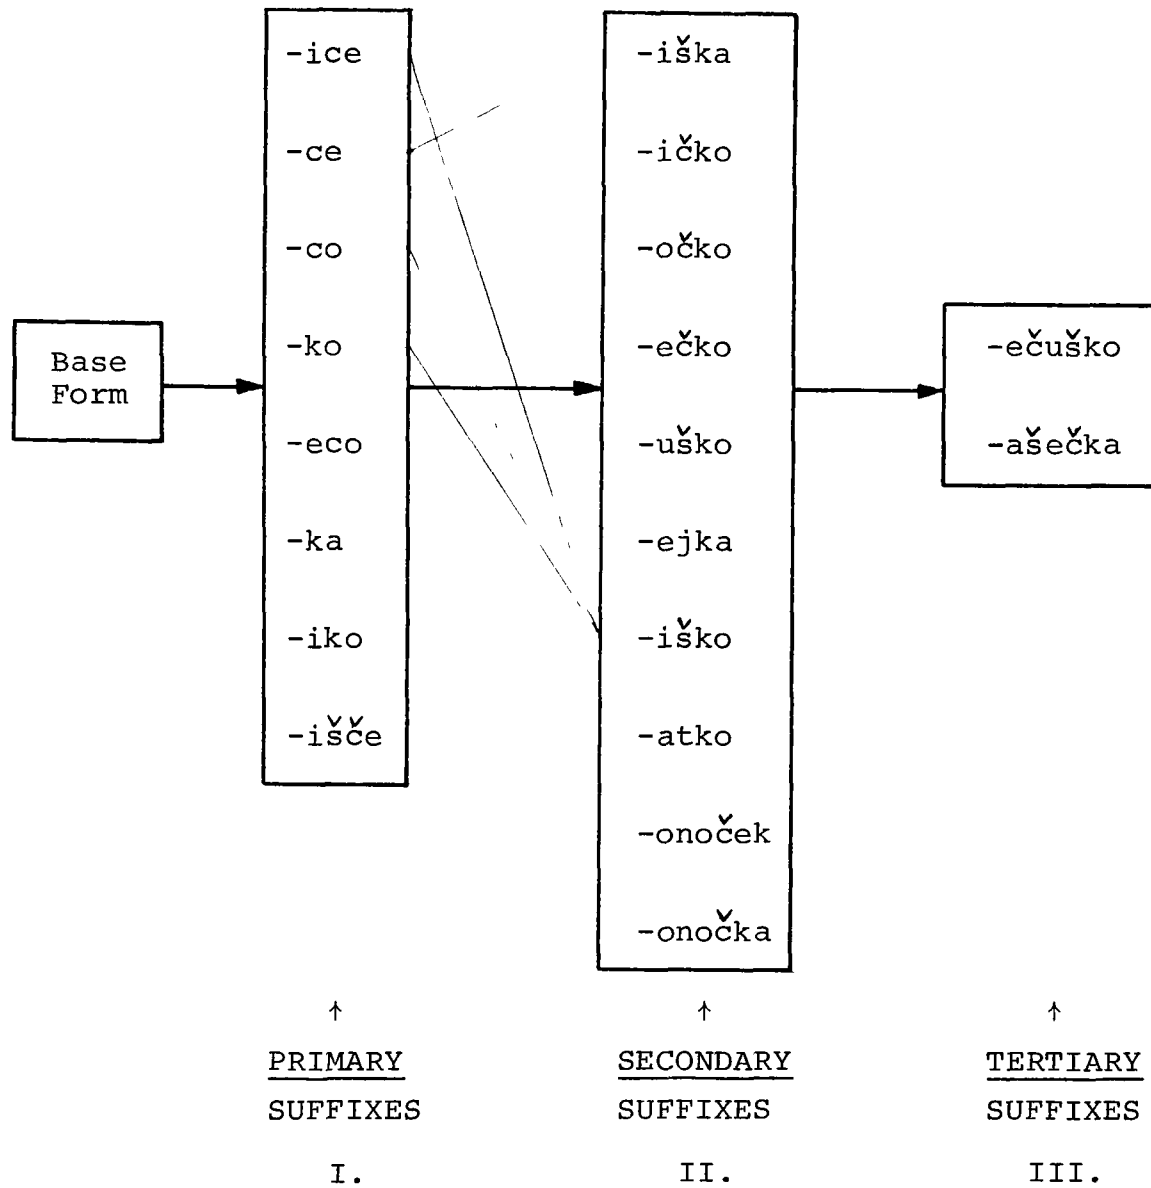 Base
Form
-ice
-ce
-co
-ko
-eco
-ka
-iko
-išče
-iška
-ičko
-očko
-ečko
-uško
-ejka
-iško
-atko
-onoček
-onočka
-ečuško
-ašečka
↑
PRIMARY
SUFFIXES
I.
↑
SECONDARY
SUFFIXES
II.
↑
TERTIARY
SUFFIXES
III.